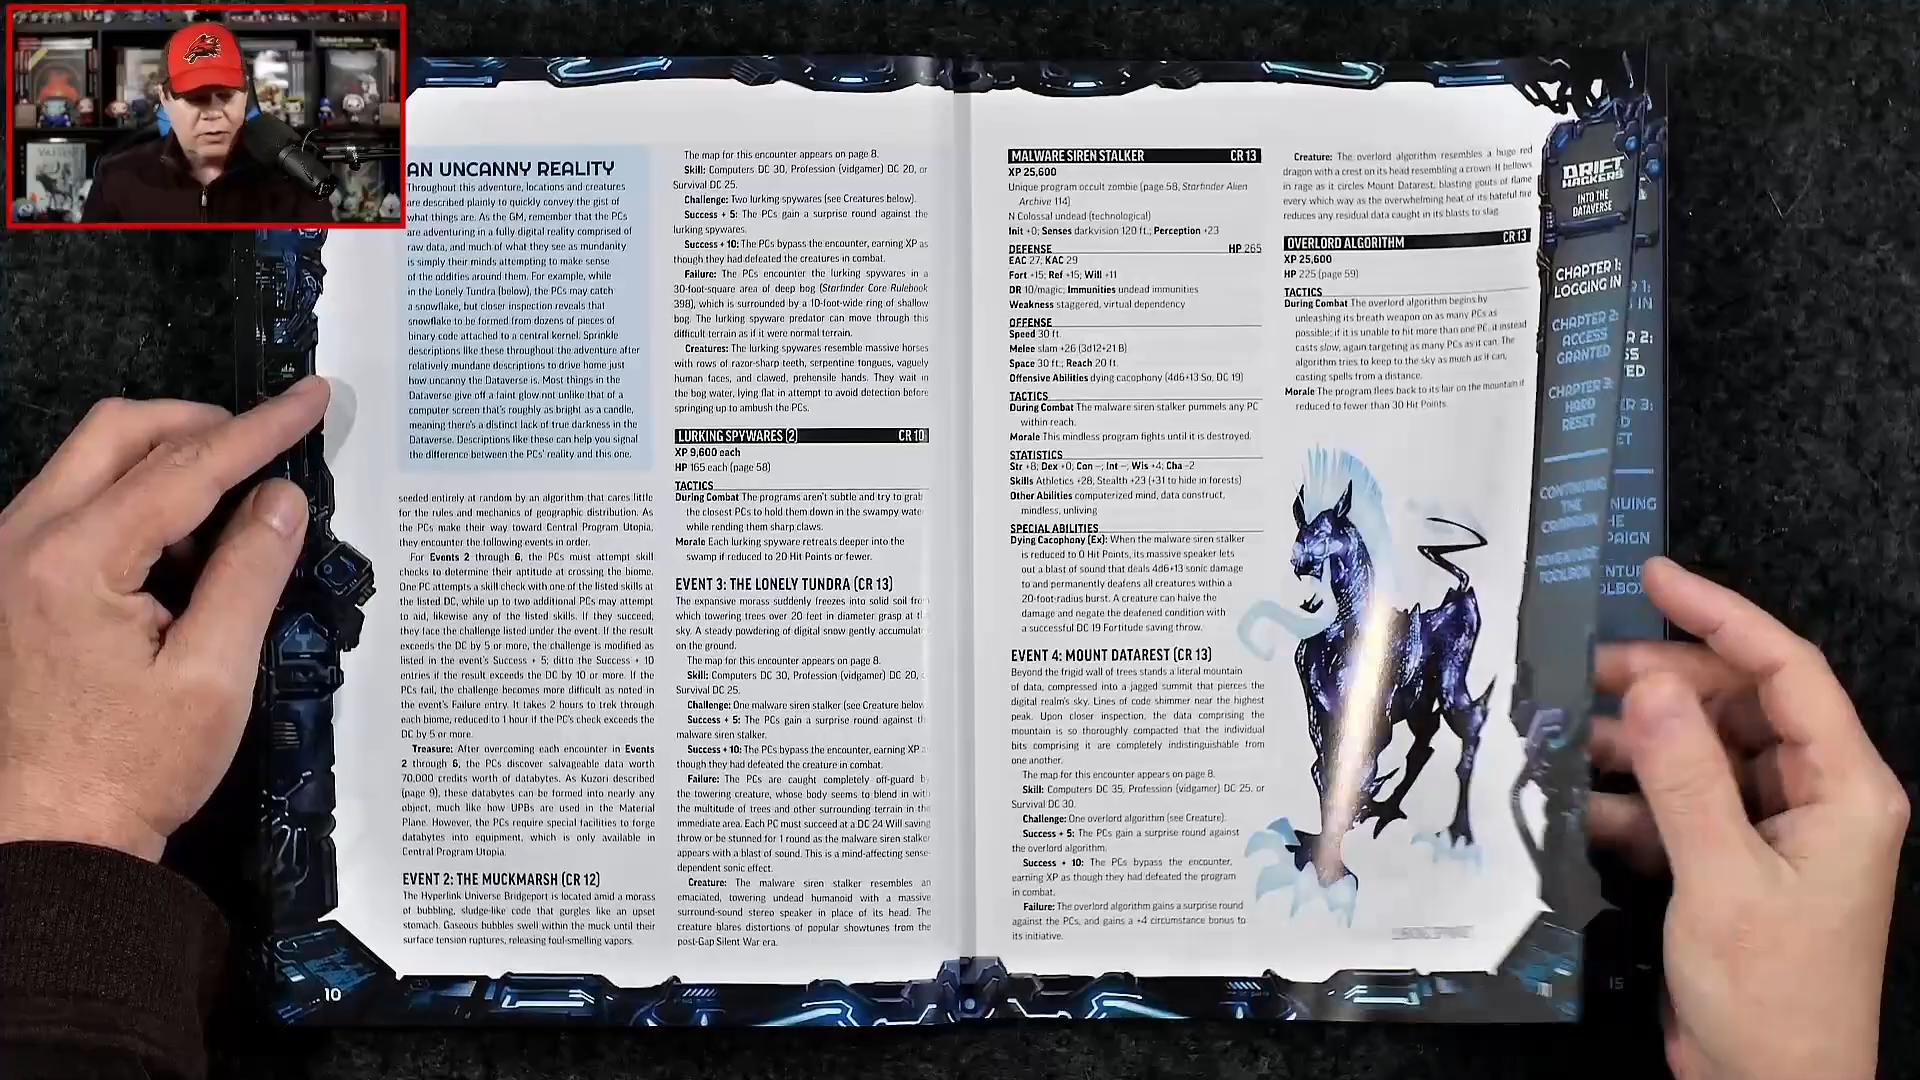 AN UNCANNY REALITY
Throughout this adventure, locations and creatures
are described plainly to quickly convey the gist of
what things are. As the GM, remember that the PCs
are adventuring in a fully digital reality comprised of
raw data, and much of what they see as mundanity
is simply their minds attempting to make sense
of the oddities around them. For example, while
in the Lonely Tundra (below), the PCs may catch
a snowflake, but closer inspection reveals that
snowflake to be formed from dozens of pieces of
binary code attached to a central kernel. Sprinkle
descriptions like these throughout the adventure after
relatively mundane descriptions to drive home just
how uncanny the Dataverse is. Most things in the
Dataverse give off a faint glow not unlike that of a
computer screen that's roughly as bright as a candle,
meaning there's a distinct lack of true darkness in the
Dataverse. Descriptions like these can help you signal
the difference between the PCs' reality and this one.
seeded entirely at random by an algorithm that cares little
for the rules and mechanics of geographic distribution. As
the PCs make their way toward Central Program Utopia,
they encounter the following events in order.
For Events 2 through 6, the PCs must attempt skill
checks to determine their aptitude at crossing the biome.
One PC attempts a skill check with one of the listed skills at
the listed DC, while up to two additional PCs may attempt
to aid, likewise any of the listed skills. If they succeed,
they face the challenge listed under the event. If the result
exceeds the DC by 5 or more, the challenge is modified as
listed in the event's Success + 5; ditto the Success + 10
entries if the result exceeds the DC by 10 or more. If the
PCs fail, the challenge becomes more difficult as noted in
the event's Failure entry. It takes 2 hours to trek through
each biome, reduced to 1 hour if the PC's check exceeds the
DC by 5 or more.
Treasure: After overcoming each encounter in Events
2 through 6, the PCs discover salvageable data worth
70,000 credits worth of databytes. As Kuzori described
(page 9), these databytes can be formed into nearly any
object, much like how UPBs are used in the Material
Plane. However, the PCs require special facilities to forge
databytes into equipment, which is only available in
Central Program Utopia.
EVENT 2: THE MUCKMARSH (CR 12)
The Hyperlink Universe Bridgeport is located amid a morass
of bubbling, sludge-like code that gurgles like an upset
stomach. Gaseous bubbles swell within the muck until their
surface tension ruptures, releasing foul-smelling vapors.
10
The map for this encounter appears on page 8.
Skill: Computers DC 30, Profession (vidgamer) DC 20, or
Survival DC 25.
Challenge: Two lurking spywares (see Creatures below).
Success + 5: The PCs gain a surprise round against the
lurking spywares.
Success + 10: The PCs bypass the encounter, earning XP as
though they had defeated the creatures in combat.
Failure: The PCs encounter the lurking spywares in a
30-foot-square area of deep bog (Starfinder Core Rulebook
398), which is surrounded by a 10-foot-wide ring of shallow
bog. The lurking spyware predator can move through this
difficult terrain as if it were normal terrain.
Creatures: The lurking spywares resemble massive horses
with rows of razor-sharp teeth, serpentine tongues, vaguely
human faces, and clawed, prehensile hands. They wait in
the bog water, lying flat in attempt to avoid detection before
springing up to ambush the PCs.
LURKING SPYWARES (2) CR 10
XP 9,600 each
HP 165 each (page 58)
TACTICS
During Combat The programs aren't subtle and try to grab
the closest PCs to hold them down in the swampy wate
while rending them sharp claws.
Morale Each lurking spyware retreats deeper into the
swamp if reduced to 20 Hit Points or fewer.
EVENT 3: THE LONELY TUNDRA (CR 13)
The expansive morass suddenly freezes into solid soil fro
which towering trees over 20 feet in diameter grasp at t
sky. A steady powdering of digital snow gently accumulat
on the ground.
The map for this encounter appears on page 8.
Skill: Computers DC 30, Profession (vidgamer) DC 20,
Survival DC 25.
Challenge: One malware siren stalker (see Creature below
Success + 5: The PCs gain a surprise round against th
malware siren stalker.
Success + 10: The PCs bypass the encounter, earning XP
though they had defeated the creature in combat.
Failure: The PCs are caught completely off-guard b
the towering creature, whose body seems to blend in with
the multitude of trees and other surrounding terrain in the
immediate area. Each PC must succeed at a DC 24 Will saving
throw or be stunned for 1 round as the malware siren stalker
appears with a blast of sound. This is a mind-affecting sense-
dependent sonic effect.
Creature: The malware siren stalker resembles an
emaciated, towering undead humanoid with a massive
surround-sound stereo speaker in place of its head. The
creature blares distortions of popular showtunes from the
post-Gap Silent War era.
MALWARE SIREN STALKER CR 13
XP 25,600
Unique program occult zombie (page 58, Starfinder Alien
Archive 114)
N Colossal undead (technological)
Init +0; Senses darkvision 120 ft.; Perception +23
DEFENSE HP 265
EAC 27; KAC 29
Fort +15; Ref +15; Will +11
DR 10/magic; Immunities undead immunities
Weakness staggered, virtual dependency
OFFENSE
Speed 30 ft.
Melee slam +26 (3d12+21 B)
Space 30 ft.; Reach 20 ft.
Offensive Abilities dying cacophony (4d6+13 So, DC 19)
TACTICS
During Combat The malware siren stalker pummels any PC
within reach.
Morale This mindless program fights until it is destroyed.
STATISTICS
Str +8; Dex +0; Con –; Int –; Wis +4; Cha -2
Skills Athletics +28, Stealth +23 (+31 to hide in forests)
Other Abilities computerized mind, data construct,
mindless, unliving
SPECIAL ABILITIES
Dying Cacophony (Ex): When the malware siren stalker
is reduced to 0 Hit Points, its massive speaker lets
out a blast of sound that deals 4d6+13 sonic damage
to and permanently deafens all creatures within a
20-foot-radius burst. A creature can halve the
damage and negate the deafened condition with
a successful DC 19 Fortitude saving throw.
EVENT 4: MOUNT DATAREST (CR 13)
Beyond the frigid wall of trees stands a literal mountain
of data, compressed into a jagged summit that pierces the
digital realm's sky. Lines of code shimmer near the highest
peak. Upon closer inspection, the data comprising the
mountain is so thoroughly compacted that the individual
bits comprising it are completely indistinguishable from
one another.
The map for this encounter appears on page 8.
Skill: Computers DC 35, Profession (vidgamer) DC 25, or
Survival DC 30.
Challenge: One overlord algorithm (see Creature).
Success + 5: The PCs gain a surprise round against
the overlord algorithm.
Success + 10: The PCs bypass the encounter,
earning XP as though they had defeated the program
in combat.
Failure: The overlord algorithm gains a surprise round
against the PCs, and gains a +4 circumstance bonus to
its initiative.
Creature: The overlord algorithm resembles a huge red
dragon with a crest on its head resembling a crown. It bellows
in rage as it circles Mount Datarest, blasting gouts of flame
every which way as the overwhelming heat of its hateful fire
reduces any residual data caught in its blasts to slag.
OVERLORD ALGORITHM CR 13
XP 25,600
HP 225 (page 59)
TACTICS
During Combat The overlord algorithm begins by
unleashing its breath weapon on as many PCs as
possible; if it is unable to hit more than one PC, it instead
casts slow, again targeting as many PCs as it can. The
algorithm tries to keep to the sky as much as it can,
casting spells from a distance.
Morale The program flees back to its lair on the mountain if
reduced to fewer than 30 Hit Points.
DRIFT
HACKERS
INTO THE
DATAVERSE
CHAPTER 1:
LOGGING IN
CHAPTER 2:
ACCESS
GRANTED
CHAPTER 3:
HARD
RESET
CONTINUING
THE
CAMPAIGN
ADVENTURE
TOOLBOX
R 1:
IN
R 2:
SS
ED
R 3:
D
ET
NUING
HE
PAIGN
ENTUR
OLBOX
15